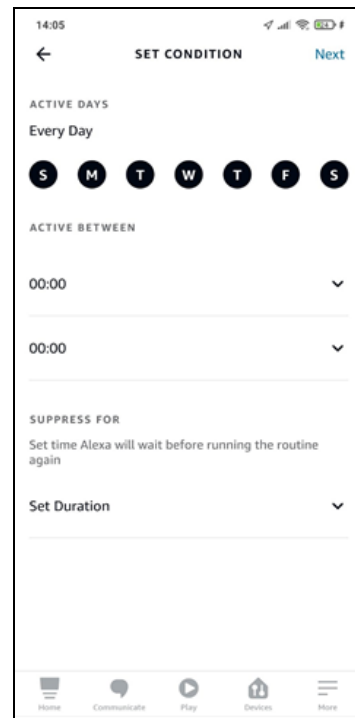 14:05
SET CONDITION Next
ACTIVE DAYS
Every Day
S M T W T F S
ACTIVE BETWEEN
00:00
00:00
SUPPRESS FOR
Set time Alexa will wait before running the routine
again
Set Duration
Home Communicate Play Devices More